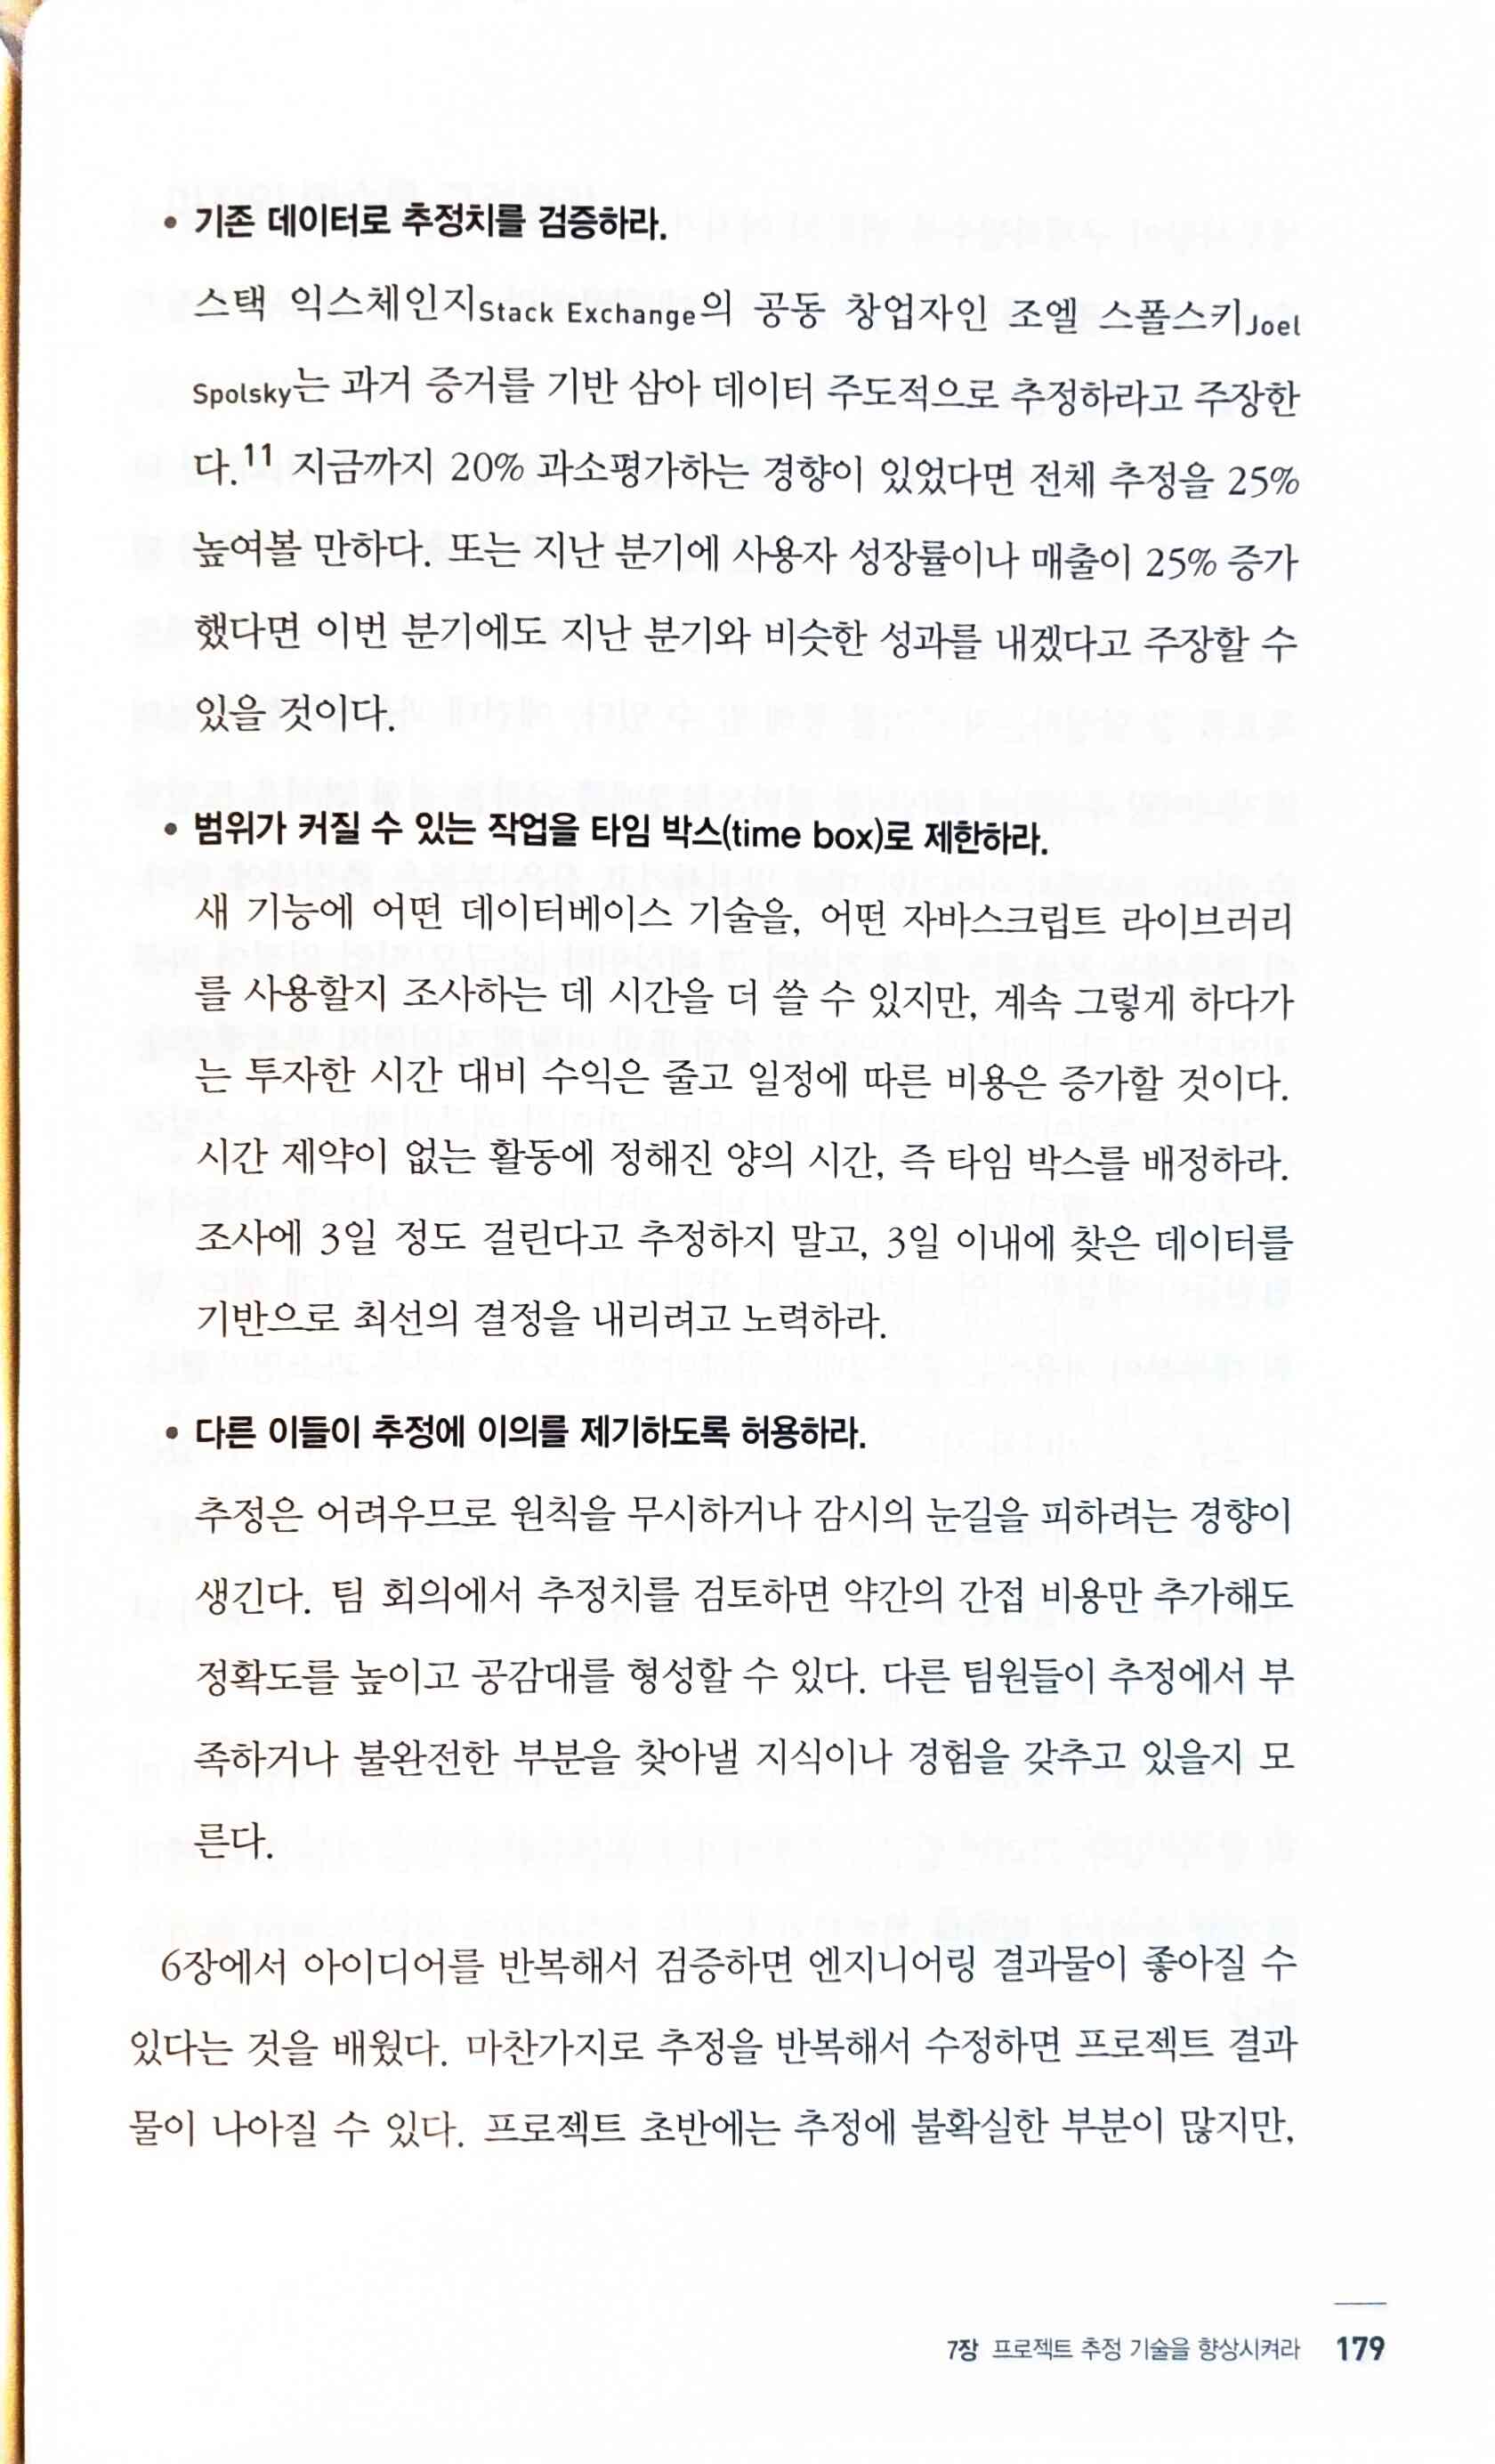 • 기존 데이터로 추정치를 검증하라.
스택 익스체인지Stack Exchange의 공동 창업자인 조엘 스폴스키Joel
Spolsky는 과거 증거를 기반 삼아 데이터 주도적으로 추정하라고 주장한
다.11 지금까지 20% 과소평가하는 경향이 있었다면 전체 추정을 25%
높여볼 만하다. 또는 지난 분기에 사용자 성장률이나 매출이 25% 증가
했다면 이번 분기에도 지난 분기와 비슷한 성과를 내겠다고 주장할 수
있을 것이다.
• 범위가 커질 수 있는 작업을 타임 박스(time box)로 제한하라.
새 기능에 어떤 데이터베이스 기술을, 어떤 자바스크립트 라이브러리
를 사용할지 조사하는 데 시간을 더 쓸 수 있지만, 계속 그렇게 하다가
는 투자한 시간 대비 수익은 줄고 일정에 따른 비용은 증가할 것이다.
시간 제약이 없는 활동에 정해진 양의 시간, 즉 타임 박스를 배정하라.
조사에 3일 정도 걸린다고 추정하지 말고, 3일 이내에 찾은 데이터를
기반으로 최선의 결정을 내리려고 노력하라.
• 다른 이들이 추정에 이의를 제기하도록 허용하라.
추정은 어려우므로 원칙을 무시하거나 감시의 눈길을 피하려는 경향이
생긴다. 팀 회의에서 추정치를 검토하면 약간의 간접 비용만 추가해도
정확도를 높이고 공감대를 형성할 수 있다. 다른 팀원들이 추정에서 부
족하거나 불완전한 부분을 찾아낼 지식이나 경험을 갖추고 있을지 모
른다.
6장에서 아이디어를 반복해서 검증하면 엔지니어링 결과물이 좋아질 수
있다는 것을 배웠다. 마찬가지로 추정을 반복해서 수정하면 프로젝트 결과
물이 나아질 수 있다. 프로젝트 초반에는 추정에 불확실한 부분이 많지만,
7장 프로젝트 추정 기술을 향상시켜라 179